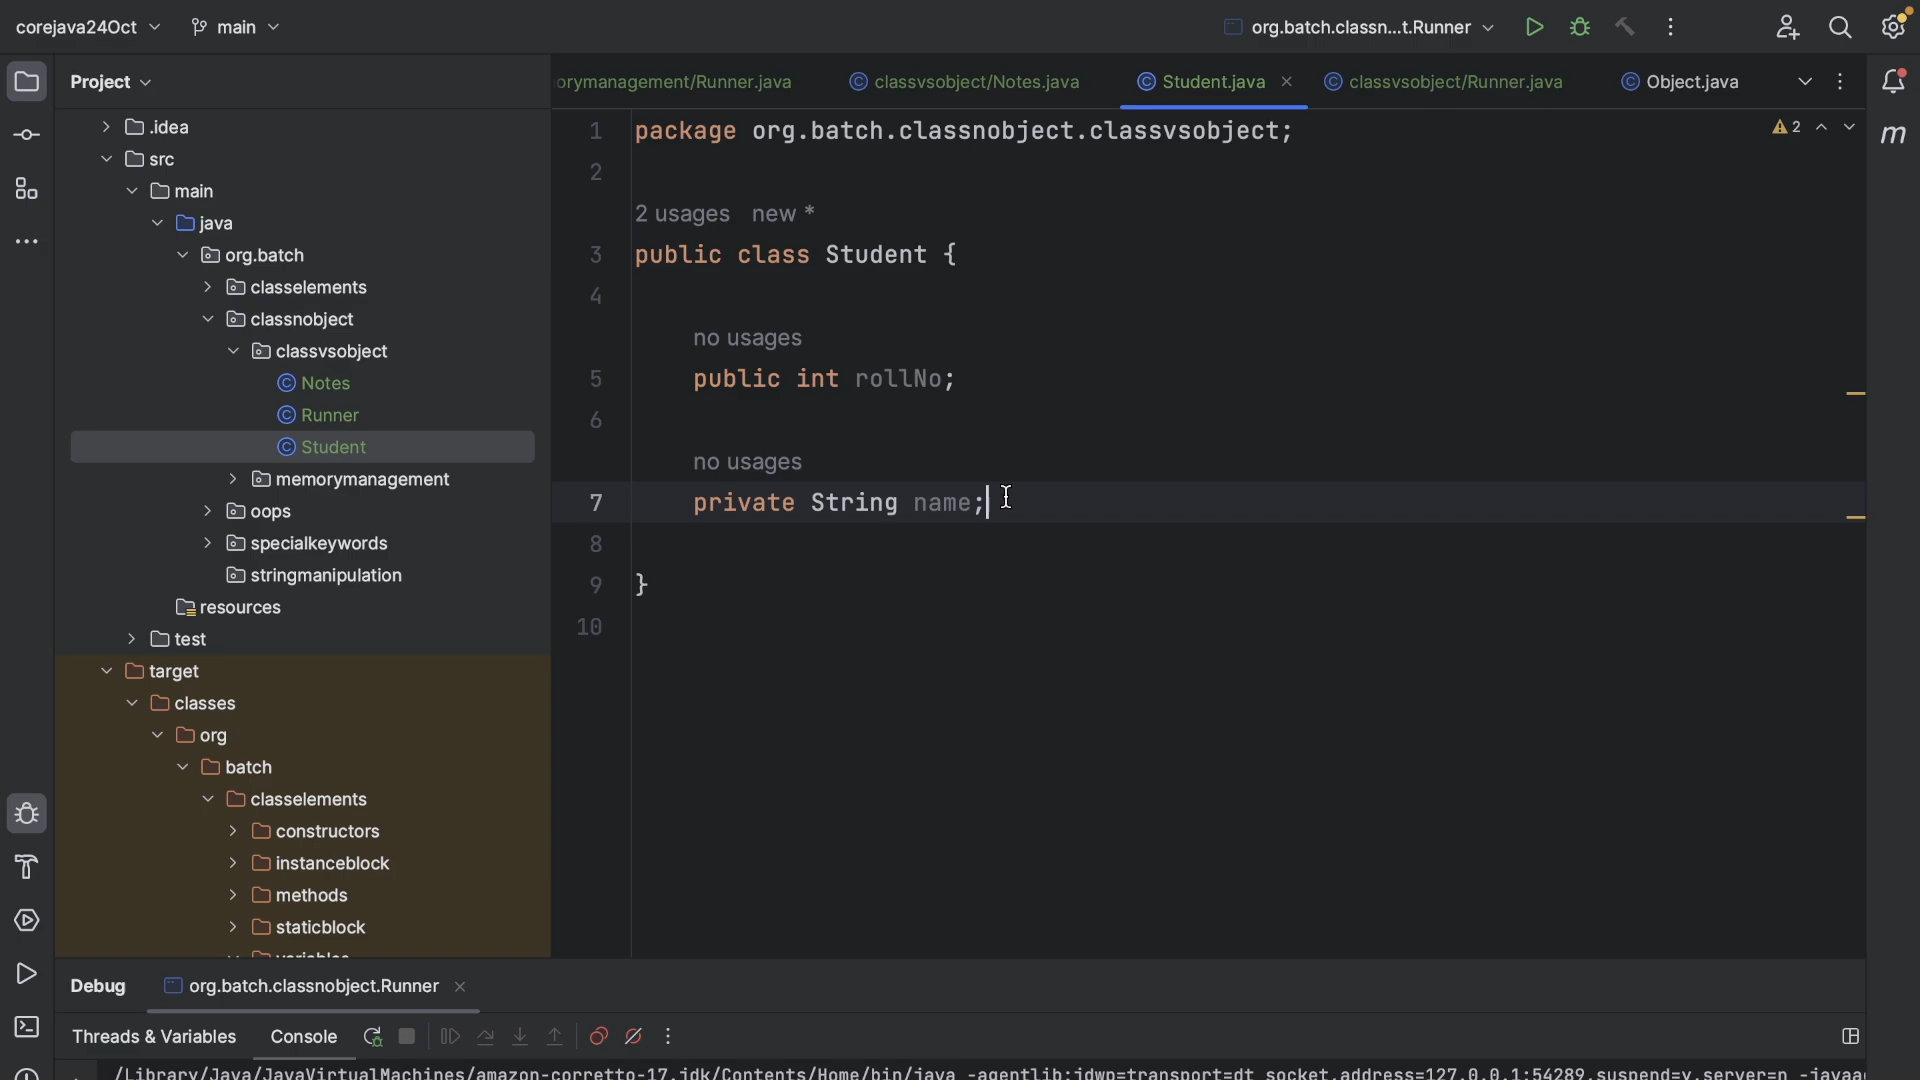 corejava24Oct
main
org.batch.classn...t.Runner
Project
orymanagement/Runner.java
classvsobject/Notes.java
Student.java
classvsobject/Runner.java
Object.java
.idea
src
main
java
org.batch
classelements
classnobject
classvsobject
Notes
Runner
Student
memorymanagement
oops
specialkeywords
stringmanipulation
resources
test
target
classes
org
batch
classelements
constructors
instanceblock
methods
staticblock
variables
1 package org.batch.classnobject.classvsobject;
2
2 usages new *
3 public class Student {
4
no usages
5 public int rollNo;
6
no usages
7 private String name;
8
9 }
10
2
m
Debug
org.batch.classnobject.Runner
Threads & Variables
Console
/Library/Java/JavaVirtualMachines/amazon-corretto-17.jdk/Contents/Home/bin/java -agentlib:jdwp=transport=dt_socket,address=127.0.0.1:54289,suspend=y,server=n -javaa